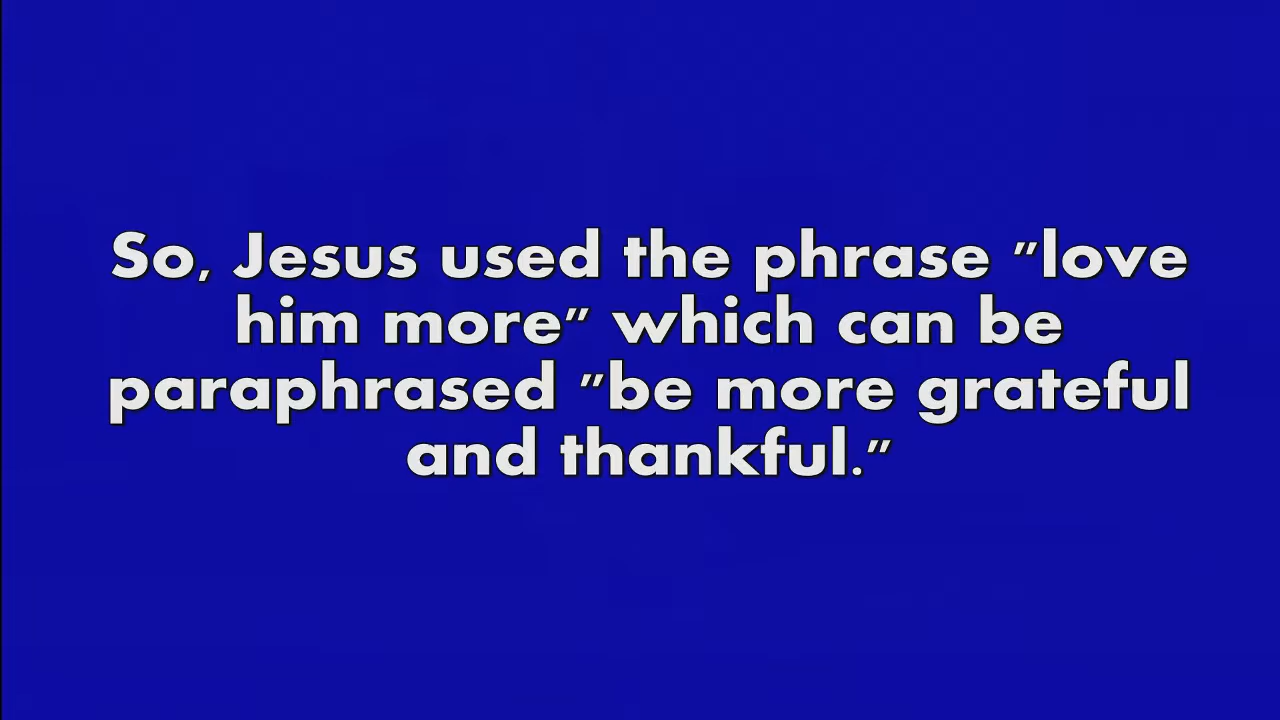 So, Jesus used the phrase "love
him more" which can be
paraphrased "be more grateful
and thankful."